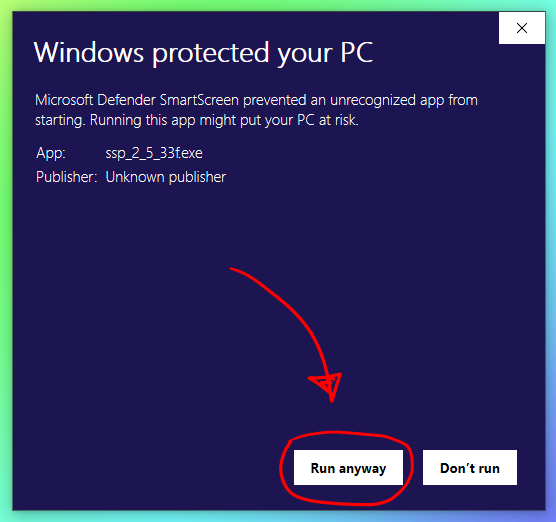 Windows protected your PC
Microsoft Defender SmartScreen prevented an unrecognized app from
starting. Running this app might put your PC at risk.
App: ssp_2_5_33f.exe
Publisher: Unknown publisher
Run anyway Don’t run